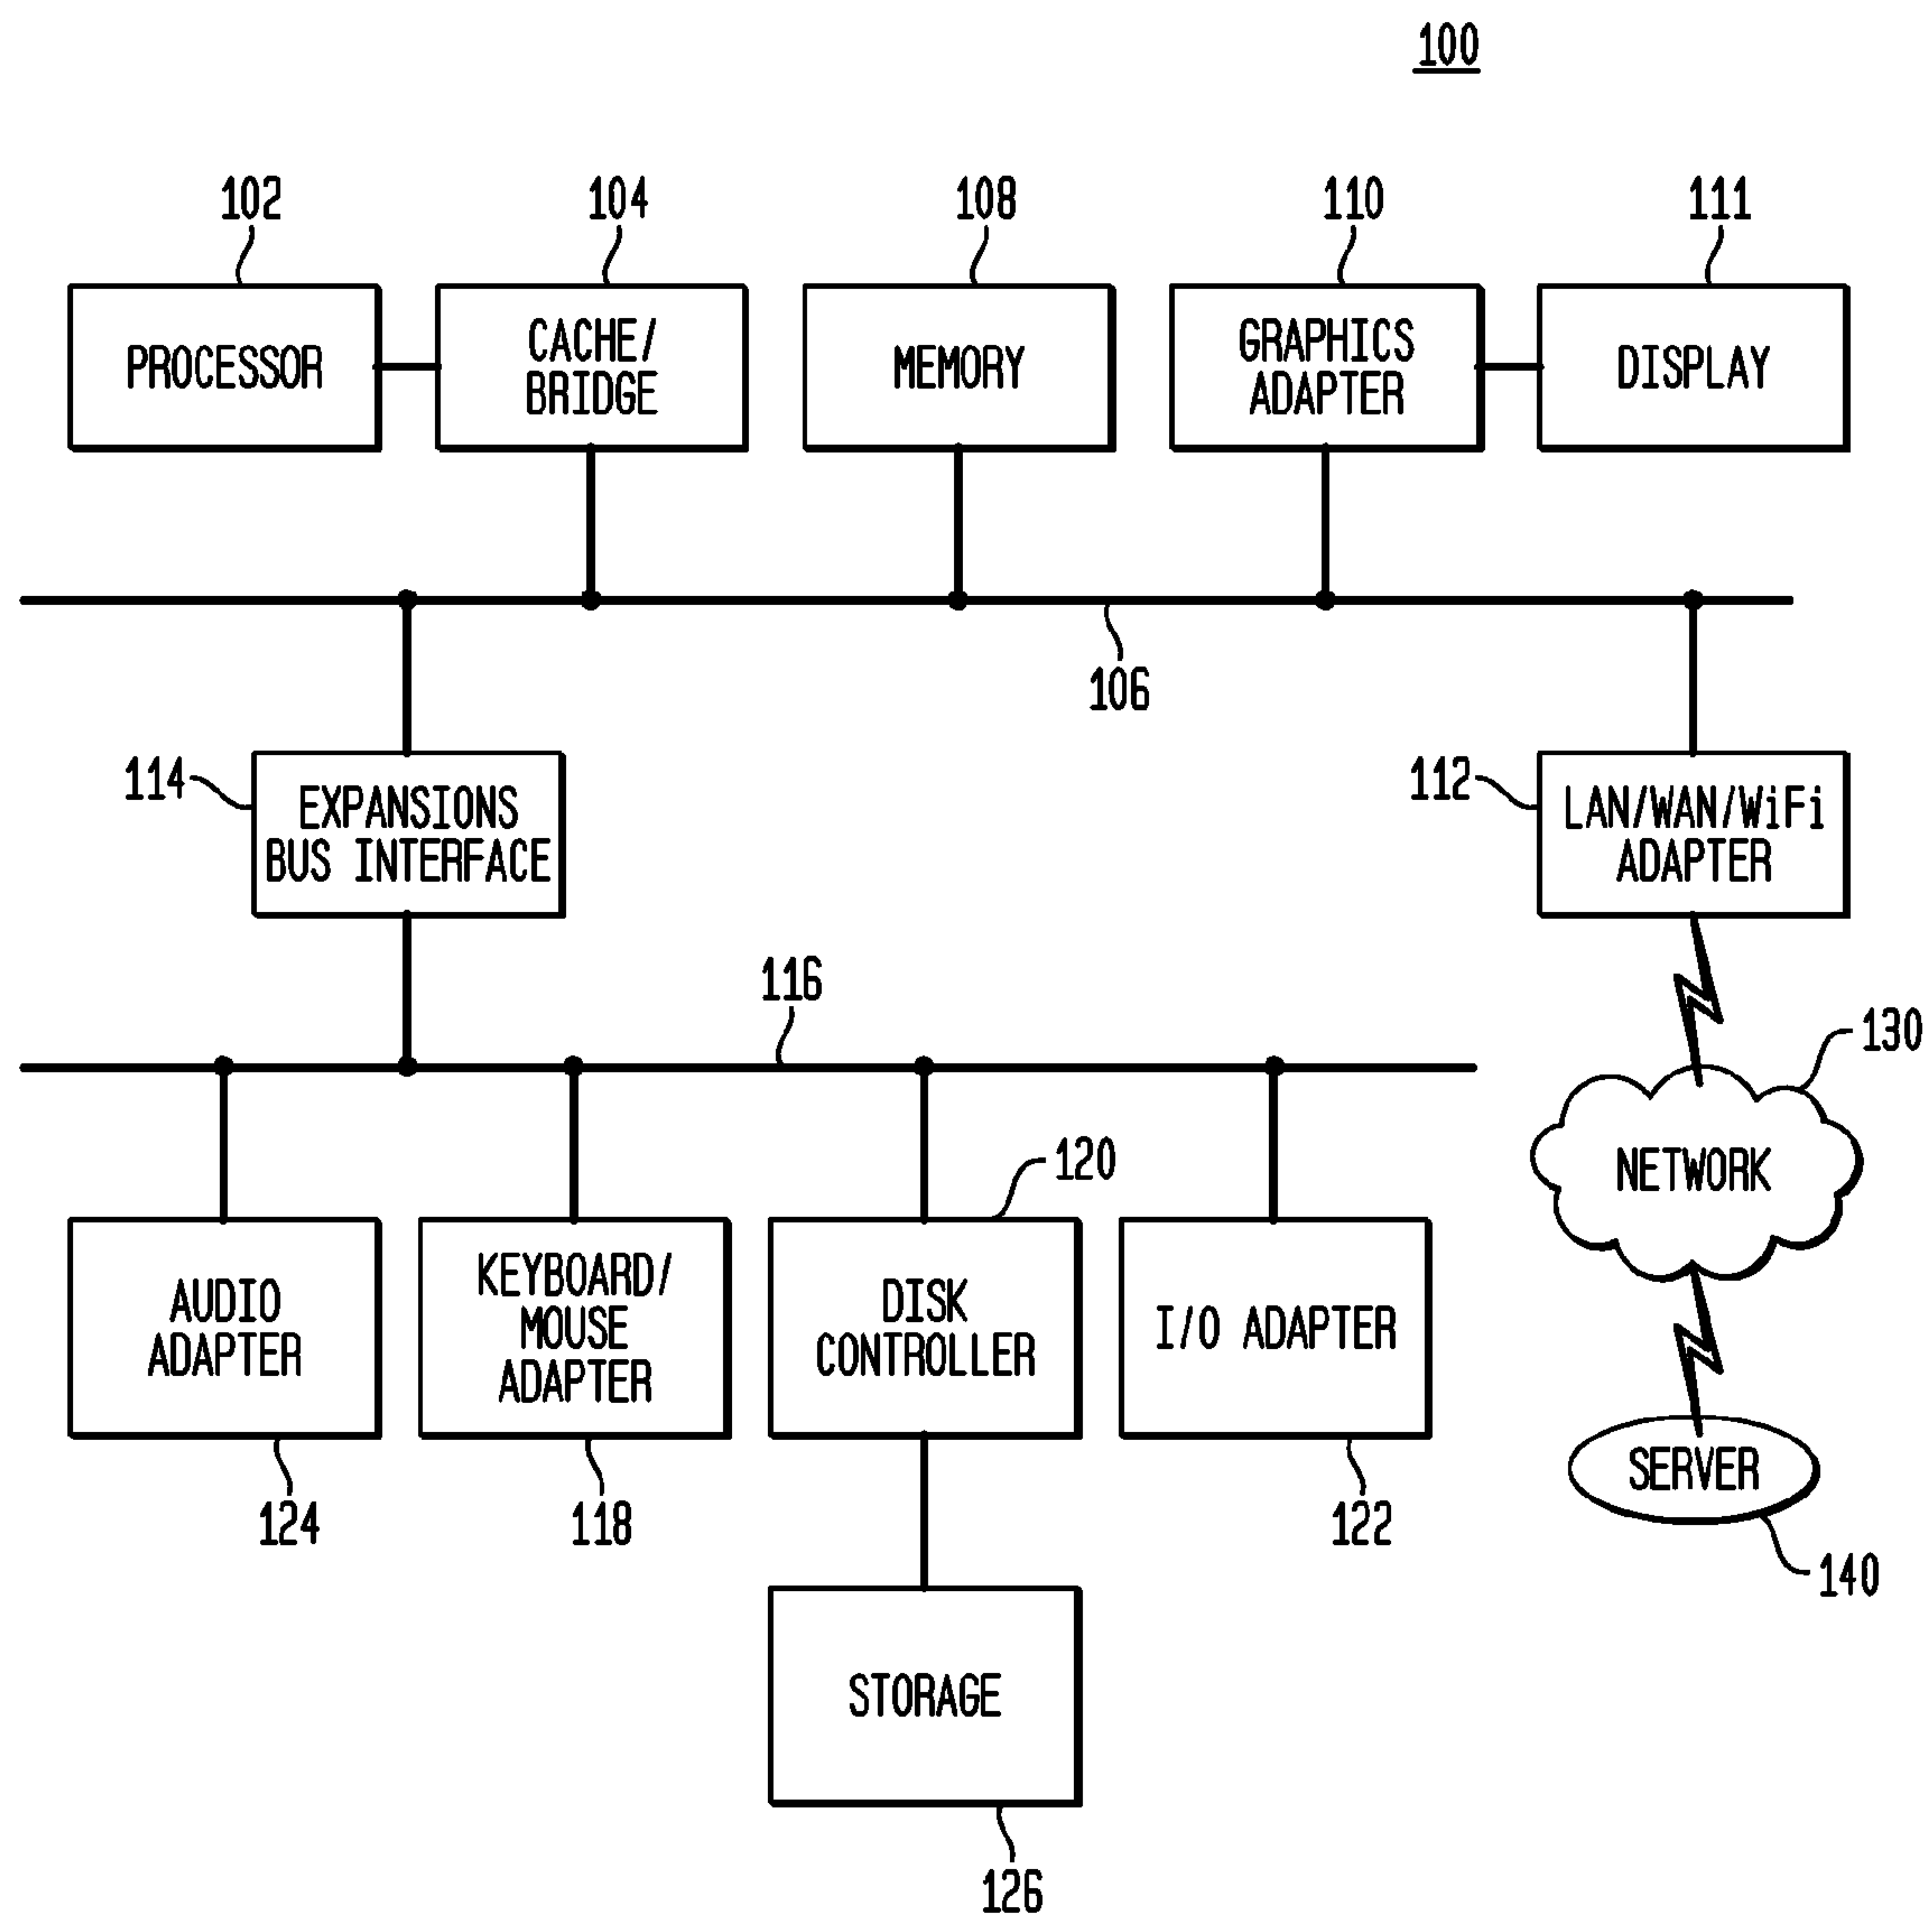 100
102
104
108
110
111
PROCESSOR
CACHE/
BRIDGE
MEMORY
GRAPHICS
ADAPTER
DISPLAY
106
114
EXPANSIONS
BUS INTERFACE
112
LAN/WAN/WiFi
ADAPTER
116
130
NETWORK
120
AUDIO
ADAPTER
KEYBOARD/
MOUSE
ADAPTER
DISK
CONTROLLER
I/O ADAPTER
SERVER
124
118
122
140
STORAGE
126